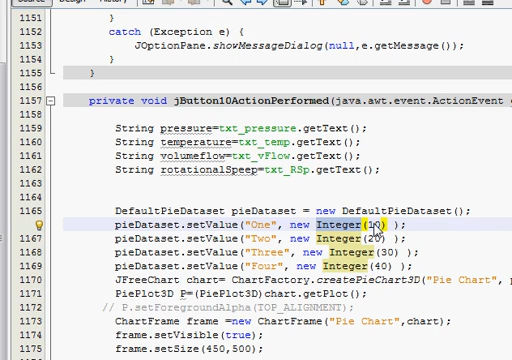 1151 }
1152 catch (Exception e) {
1153 JOptionPane.showMessageDialog(null,e.getMessage());
1154 }
1155 }
1156
1157 private void jButton10ActionPerformed(java.awt.event.ActionEvent
1158
1159 String pressure=txt_pressure.getText();
1160 String temperature=txt_temp.getText();
1161 String volumeflow=txt_vFlow.getText();
1162 String rotationalSpeep=txt_RSp.getText();
1163
1164
1165 DefaultPieDataset pieDataset = new DefaultPieDataset();
pieDataset.setValue("One", new Integer(10) );
1167 pieDataset.setValue("Two", new Integer(20) );
1168 pieDataset.setValue("Three", new Integer(30) );
1169 pieDataset.setValue("Four", new Integer(40) );
1170 JFreeChart chart = ChartFactory.createPieChart3D("Pie Chart", p
1171 PiePlot3D P=(PiePlot3D)chart.getPlot();
1172 // P.setForegroundAlpha(TOP_ALIGNMENT);
1173 ChartFrame frame =new ChartFrame("Pie Chart",chart);
1174 frame.setVisible(true);
1175 frame.setSize(450,500);